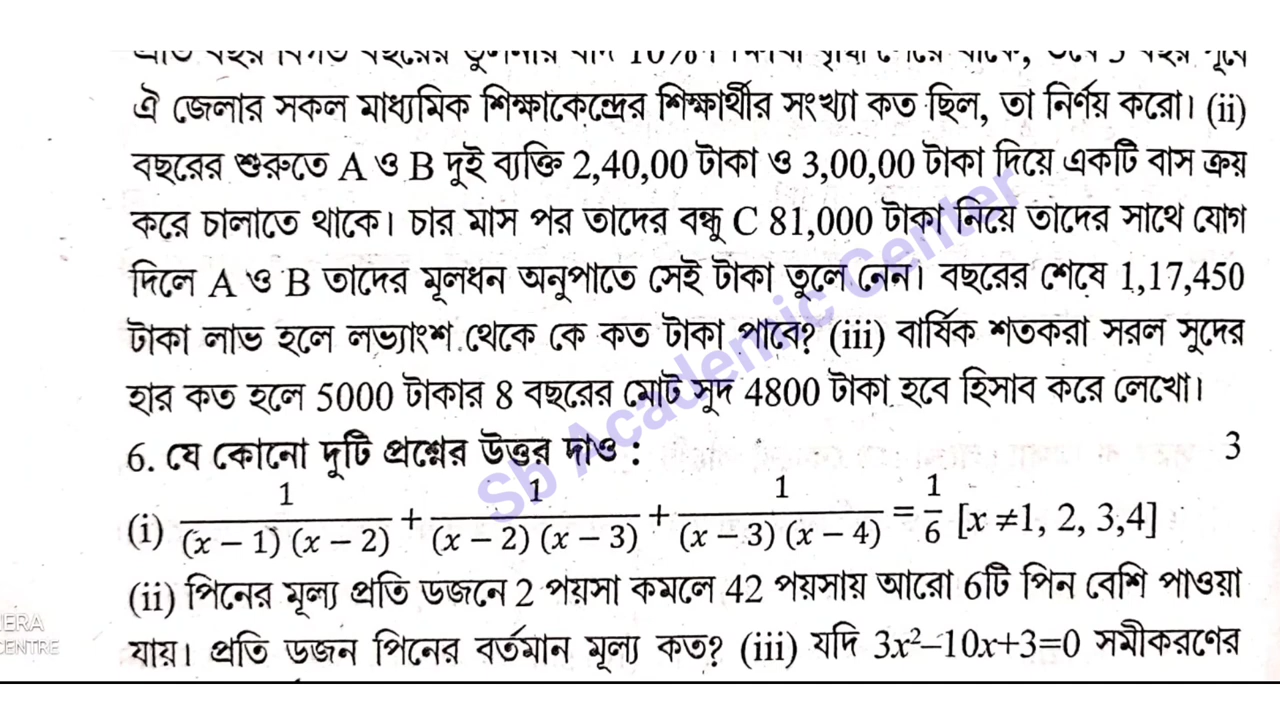 ঐ জেলার সকল মাধ্যমিক শিক্ষাকেন্দ্রের শিক্ষার্থীর সংখ্যা কত ছিল, তা নির্ণয় করো। (ii)
বছরের শুরুতে A ও B দুই ব্যক্তি 2,40,00 টাকা ও 3,00,00 টাকা দিয়ে একটি বাস ক্রয়
করে চালাতে থাকে। চার মাস পর তাদের বন্ধু C 81,000 টাকা নিয়ে তাদের সাথে যোগ
দিলে A ও B তাদের মূলধন অনুপাতে সেই টাকা তুলে নেন। বছরের শেষে 1,17,450
টাকা লাভ হলে লভ্যাংশ থেকে কে কত টাকা পাবে? (iii) বার্ষিক শতকরা সরল সুদের
হার কত হলে 5000 টাকার 8 বছরের মোট সুদ 4800 টাকা হবে হিসাব করে লেখো।
6. যে কোনো দুটি প্রশ্নের উত্তর দাও : 3
(i) 1/((x – 1) (x – 2)) + 1/((x – 2) (x – 3)) + 1/((x – 3) (x – 4)) = 1/6 [x ≠1, 2, 3,4]
(ii) পিনের মূল্য প্রতি ডজনে 2 পয়সা কমলে 42 পয়সায় আরো 6টি পিন বেশি পাওয়া
যায়। প্রতি ডজন পিনের বর্তমান মূল্য কত? (iii) যদি 3x²–10x+3=0 সমীকরণের
Sb Academic Center
ERA
CENTRE